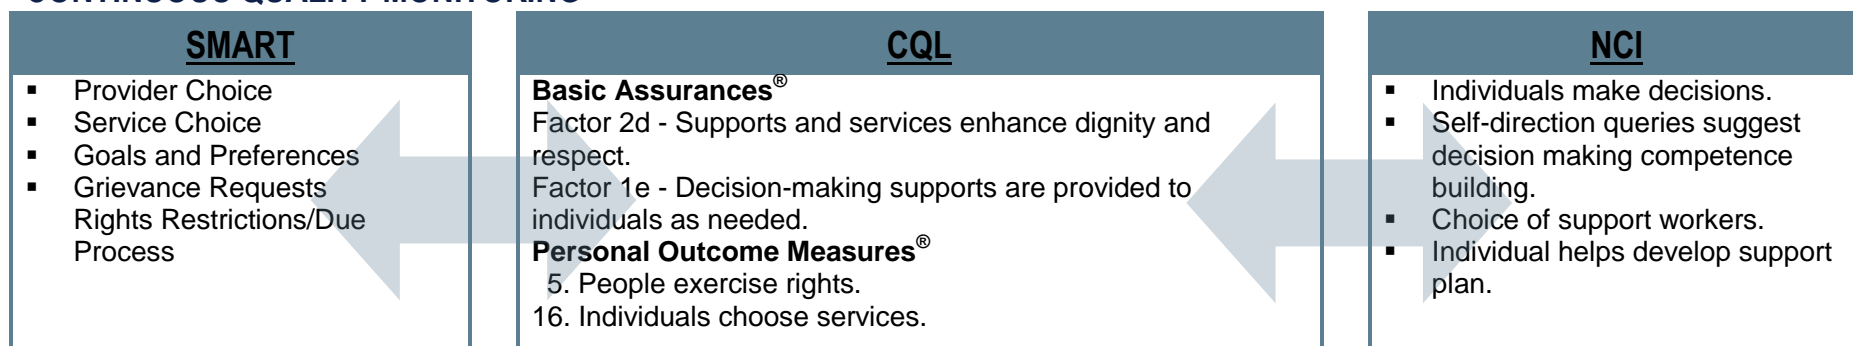 CONTINUOUS QUALITY MONITORING
SMART
▪ Provider Choice
▪ Service Choice
▪ Goals and Preferences
▪ Grievance Requests
Rights Restrictions/Due
Process
CQL
Basic Assurances®
Factor 2d - Supports and services enhance dignity and
respect.
Factor 1e - Decision-making supports are provided to
individuals as needed.
Personal Outcome Measures®
5. People exercise rights.
16. Individuals choose services.
NCI
▪ Individuals make decisions.
▪ Self-direction queries suggest
decision making competence
building.
▪ Choice of support workers.
▪ Individual helps develop support
plan.